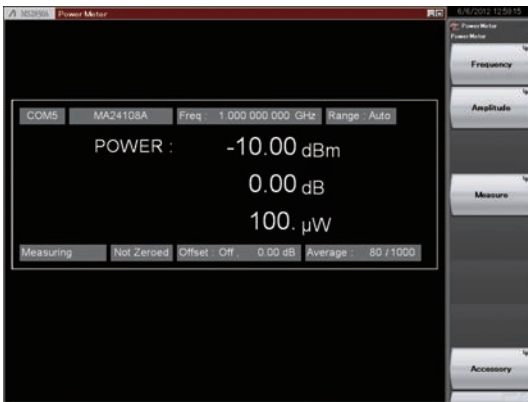 MS2690A Power Meter 6/6/2012 12:59:15
Power Meter
Power Meter
Frequency
Amplitude
COM5 MA24108A Freq : 1.000 000 000 GHz Range : Auto
POWER : -10.00 dBm
0.00 dB
100. µW
Measure
Measuring Not Zeroed Offset : Off , 0.00 dB Average : 80 / 1000
Accessory